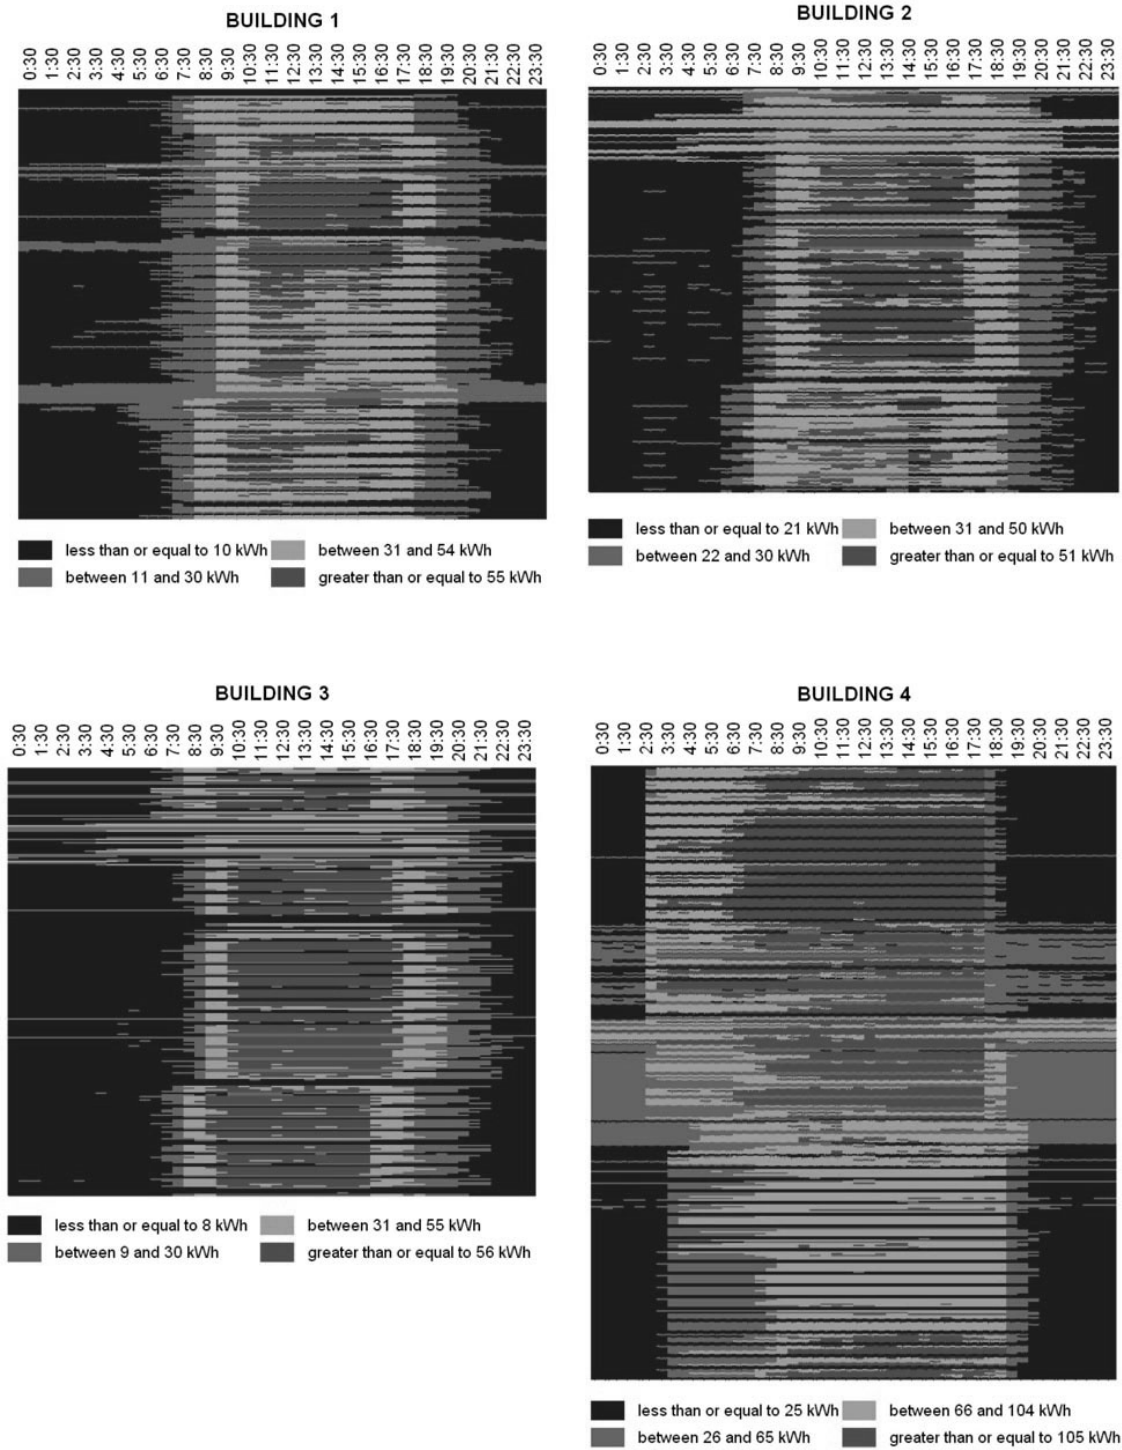 BUILDING 1
0:30 1:30 2:30 3:30 4:30 5:30 6:30 7:30 8:30 9:30 10:30 11:30 12:30 13:30 14:30 15:30 16:30 17:30 18:30 19:30 20:30 21:30 22:30 23:30
less than or equal to 10 kWh
between 31 and 54 kWh
between 11 and 30 kWh
greater than or equal to 55 kWh
BUILDING 2
0:30 1:30 2:30 3:30 4:30 5:30 6:30 7:30 8:30 9:30 10:30 11:30 12:30 13:30 14:30 15:30 16:30 17:30 18:30 19:30 20:30 21:30 22:30 23:30
less than or equal to 21 kWh
between 31 and 50 kWh
between 22 and 30 kWh
greater than or equal to 51 kWh
BUILDING 3
0:30 1:30 2:30 3:30 4:30 5:30 6:30 7:30 8:30 9:30 10:30 11:30 12:30 13:30 14:30 15:30 16:30 17:30 18:30 19:30 20:30 21:30 22:30 23:30
less than or equal to 8 kWh
between 31 and 55 kWh
between 9 and 30 kWh
greater than or equal to 56 kWh
BUILDING 4
0:30 1:30 2:30 3:30 4:30 5:30 6:30 7:30 8:30 9:30 10:30 11:30 12:30 13:30 14:30 15:30 16:30 17:30 18:30 19:30 20:30 21:30 22:30 23:30
less than or equal to 25 kWh
between 66 and 104 kWh
between 26 and 65 kWh
greater than or equal to 105 kWh